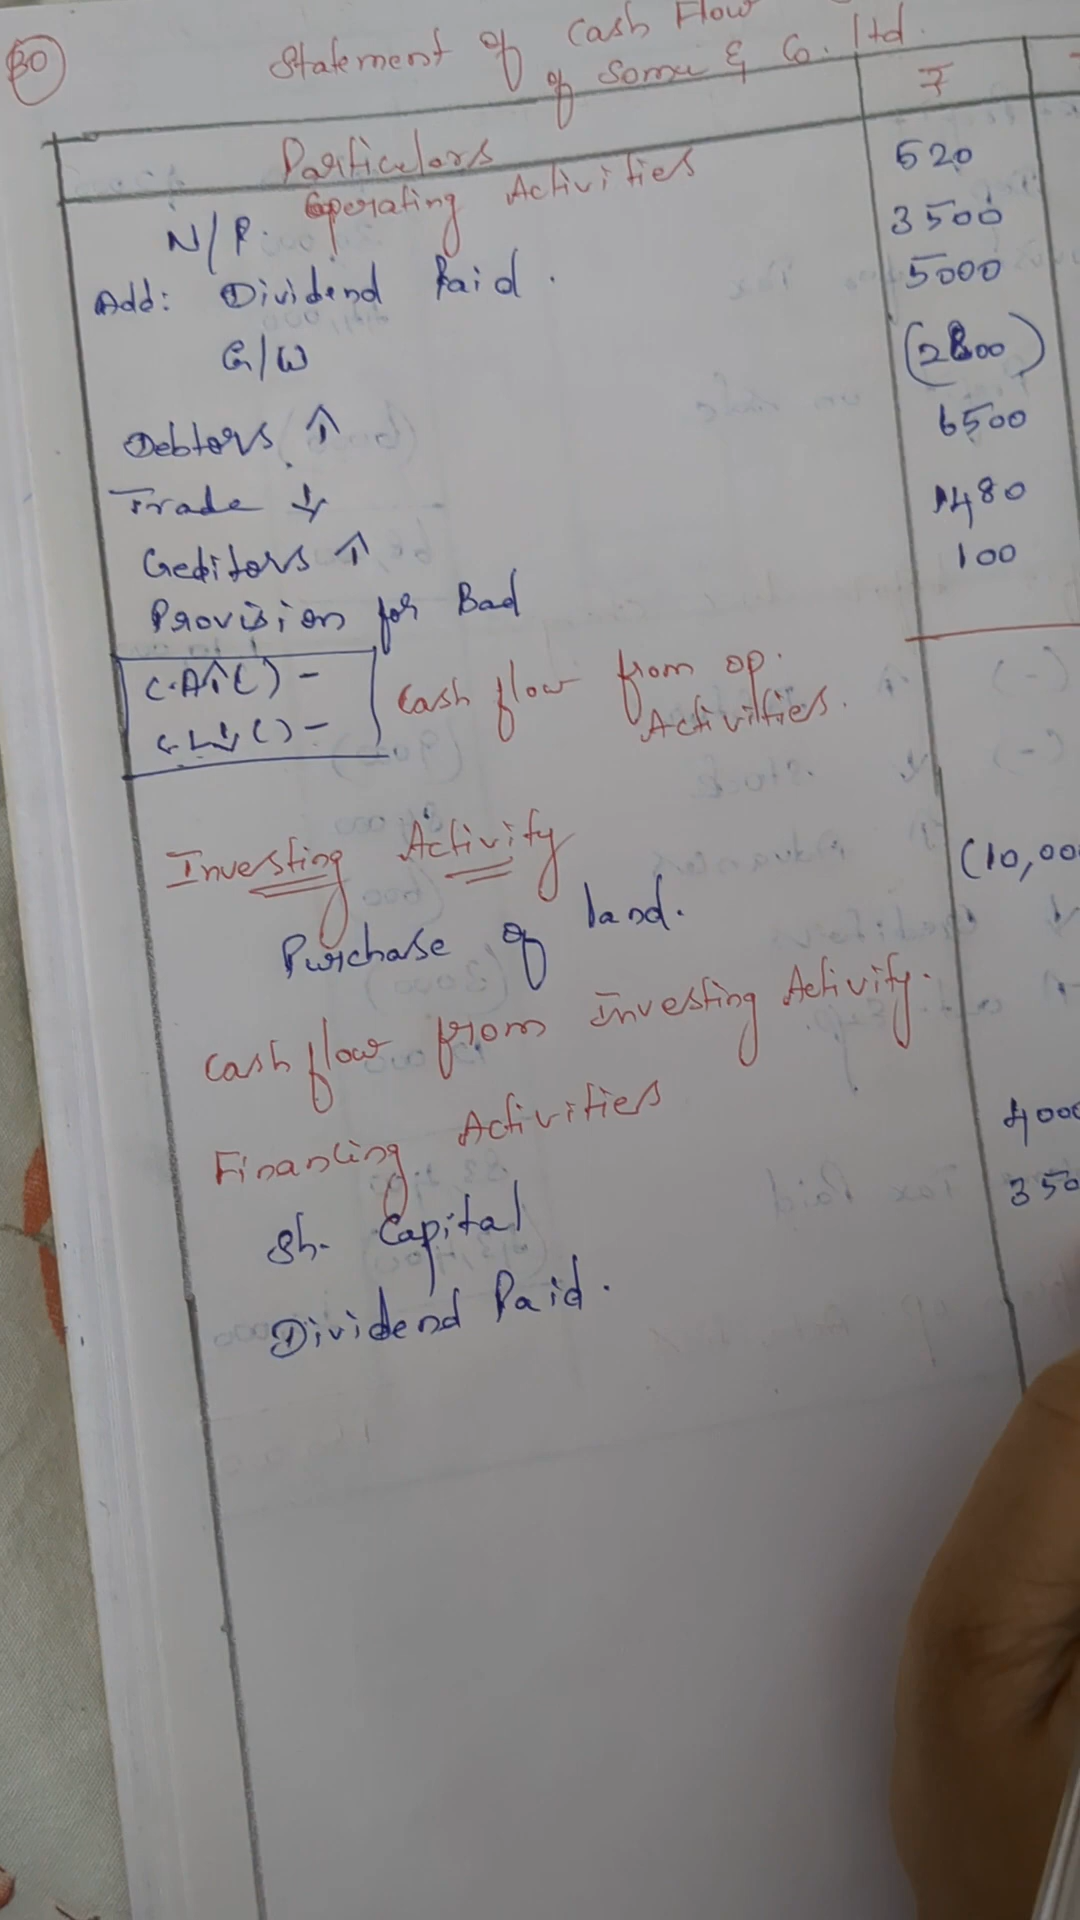 30
Statement of Cash Flow
of Somu & Co. Ltd.
Particulars ₹
Operating Activities
N/P. 520
Add: Dividend Paid. 3500
G/W 5000
Debtors ↑ (2800)
Trade ↓ 6500
Creditors ↑ 1480
Provision for Bad 100
C.A↑(-) -
C.L↓(-) -
Cash flow from op.
Activities.
Investing Activity
Purchase of land. (10,00
Cash flow from Investing Activity.
Financing Activities
Sh. Capital 4000
Dividend Paid. 350